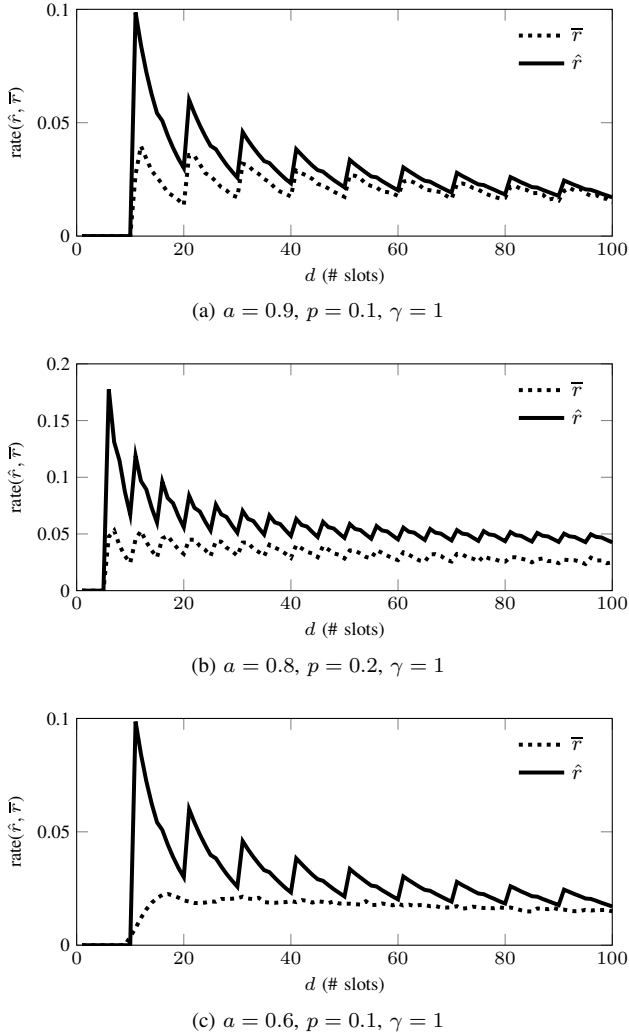 0.1
0.05
0
rate(r̂, r̅)
r̅
r̂
0 20 40 60 80 100
d (# slots)
(a) a = 0.9, p = 0.1, γ = 1
0.2
0.15
0.1
0.05
0
rate(r̂, r̅)
r̅
r̂
0 20 40 60 80 100
d (# slots)
(b) a = 0.8, p = 0.2, γ = 1
0.1
0.05
0
rate(r̂, r̅)
r̅
r̂
0 20 40 60 80 100
d (# slots)
(c) a = 0.6, p = 0.1, γ = 1